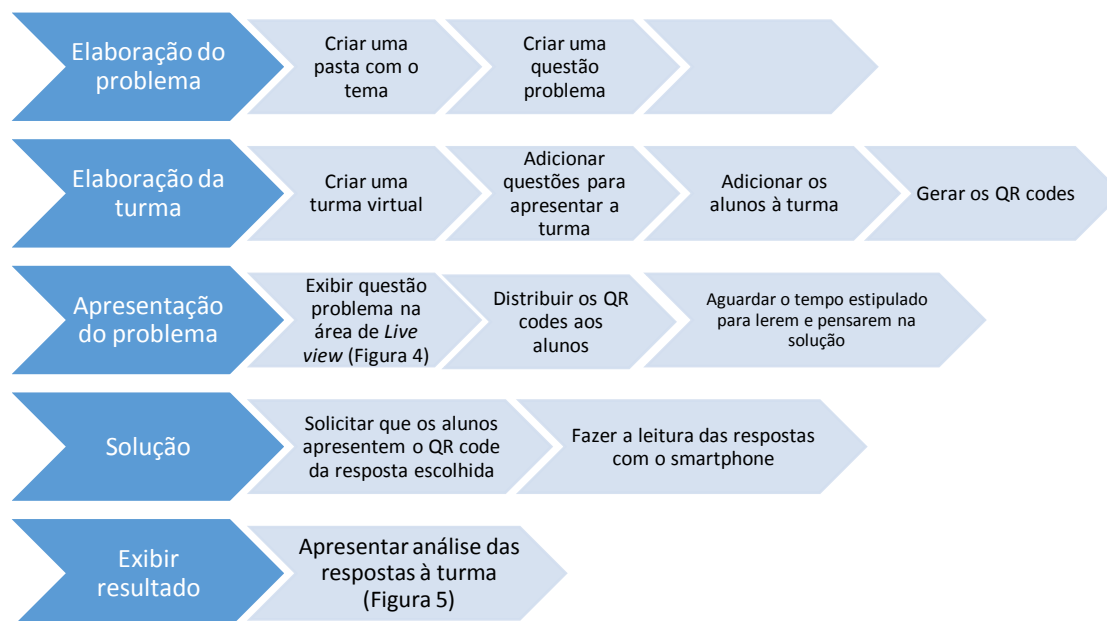 Elaboração do
problema
Criar uma
pasta com o
tema
Criar uma
questão
problema
Elaboração da
turma
Criar uma
turma virtual
Adicionar
questões para
apresentar a
turma
Adicionar os
alunos à turma
Gerar os QR codes
Apresentação
do problema
Exibir questão
problema na
área de Live
view (Figura 4)
Distribuir os QR
codes aos
alunos
Aguardar o tempo estipulado
para lerem e pensarem na
solução
Solução
Solicitar que os alunos
apresentem o QR code
da resposta escolhida
Fazer a leitura das respostas
com o smartphone
Exibir
resultado
Apresentar análise das
respostas à turma
(Figura 5)